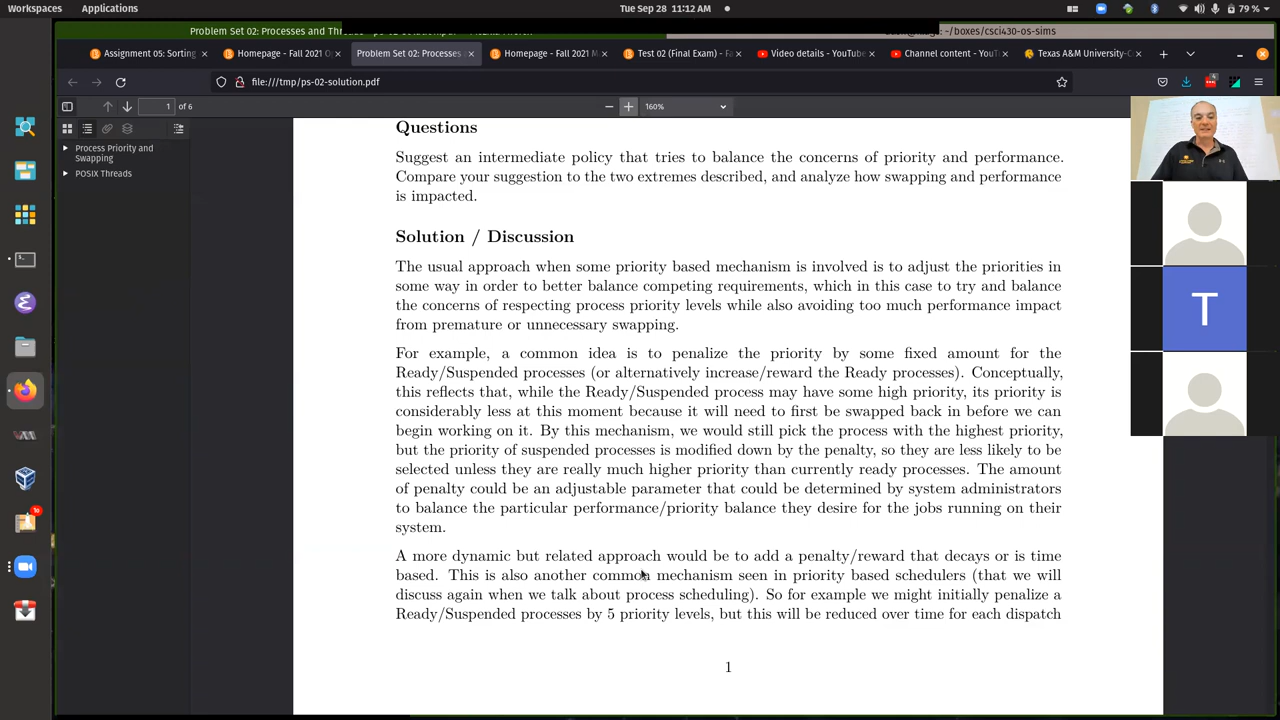 Workspaces Applications Tue Sep 28 11:12 AM 79 %
Problem Set 02: Processes and Th
~/boxes/csci430-os-sims
Assignment 05: Sorting Homepage - Fall 2021 O Problem Set 02: Processes Homepage - Fall 2021 M Test 02 (Final Exam) - Fa Video details - YouTube Channel content - YouT Texas A&M University-C
file:///tmp/ps-02-solution.pdf
1 of 6 160%
Process Priority and
Swapping
POSIX Threads
Questions
Suggest an intermediate policy that tries to balance the concerns of priority and performance.
Compare your suggestion to the two extremes described, and analyze how swapping and performance
is impacted.
Solution / Discussion
The usual approach when some priority based mechanism is involved is to adjust the priorities in
some way in order to better balance competing requirements, which in this case to try and balance
the concerns of respecting process priority levels while also avoiding too much performance impact
from premature or unnecessary swapping.
For example, a common idea is to penalize the priority by some fixed amount for the
Ready/Suspended processes (or alternatively increase/reward the Ready processes). Conceptually,
this reflects that, while the Ready/Suspended process may have some high priority, its priority is
considerably less at this moment because it will need to first be swapped back in before we can
begin working on it. By this mechanism, we would still pick the process with the highest priority,
but the priority of suspended processes is modified down by the penalty, so they are less likely to be
selected unless they are really much higher priority than currently ready processes. The amount
of penalty could be an adjustable parameter that could be determined by system administrators
to balance the particular performance/priority balance they desire for the jobs running on their
system.
A more dynamic but related approach would be to add a penalty/reward that decays or is time
based. This is also another common mechanism seen in priority based schedulers (that we will
discuss again when we talk about process scheduling). So for example we might initially penalize a
Ready/Suspended processes by 5 priority levels, but this will be reduced over time for each dispatch
1
T